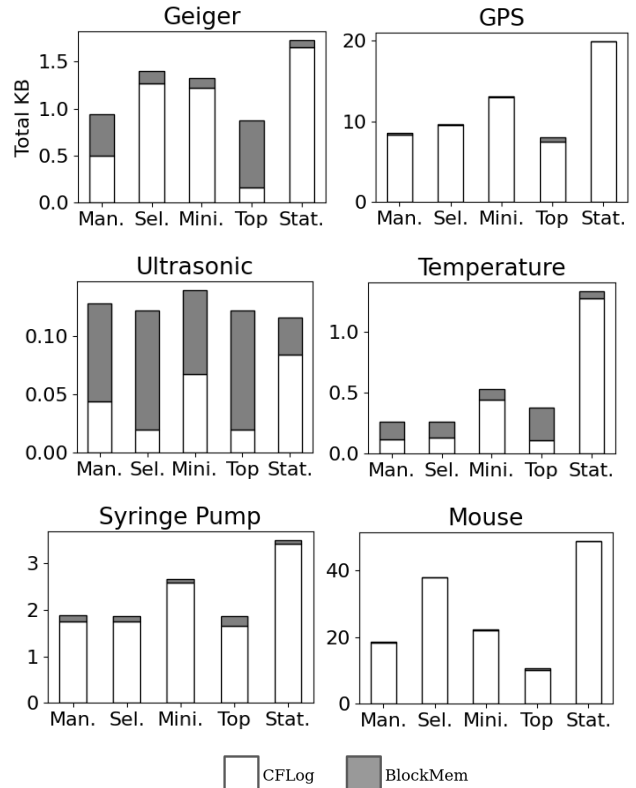 Geiger
GPS
Total KB
1.5
1.0
0.5
0.0
Man. Sel. Mini. Top Stat.
20
10
0
Man. Sel. Mini. Top Stat.
Ultrasonic
Temperature
0.10
0.05
0.00
Man. Sel. Mini. Top Stat.
1.0
0.5
0.0
Man. Sel. Mini. Top Stat.
Syringe Pump
Mouse
3
2
1
0
Man. Sel. Mini. Top Stat.
40
20
0
Man. Sel. Mini. Top Stat.
CFLog
BlockMem